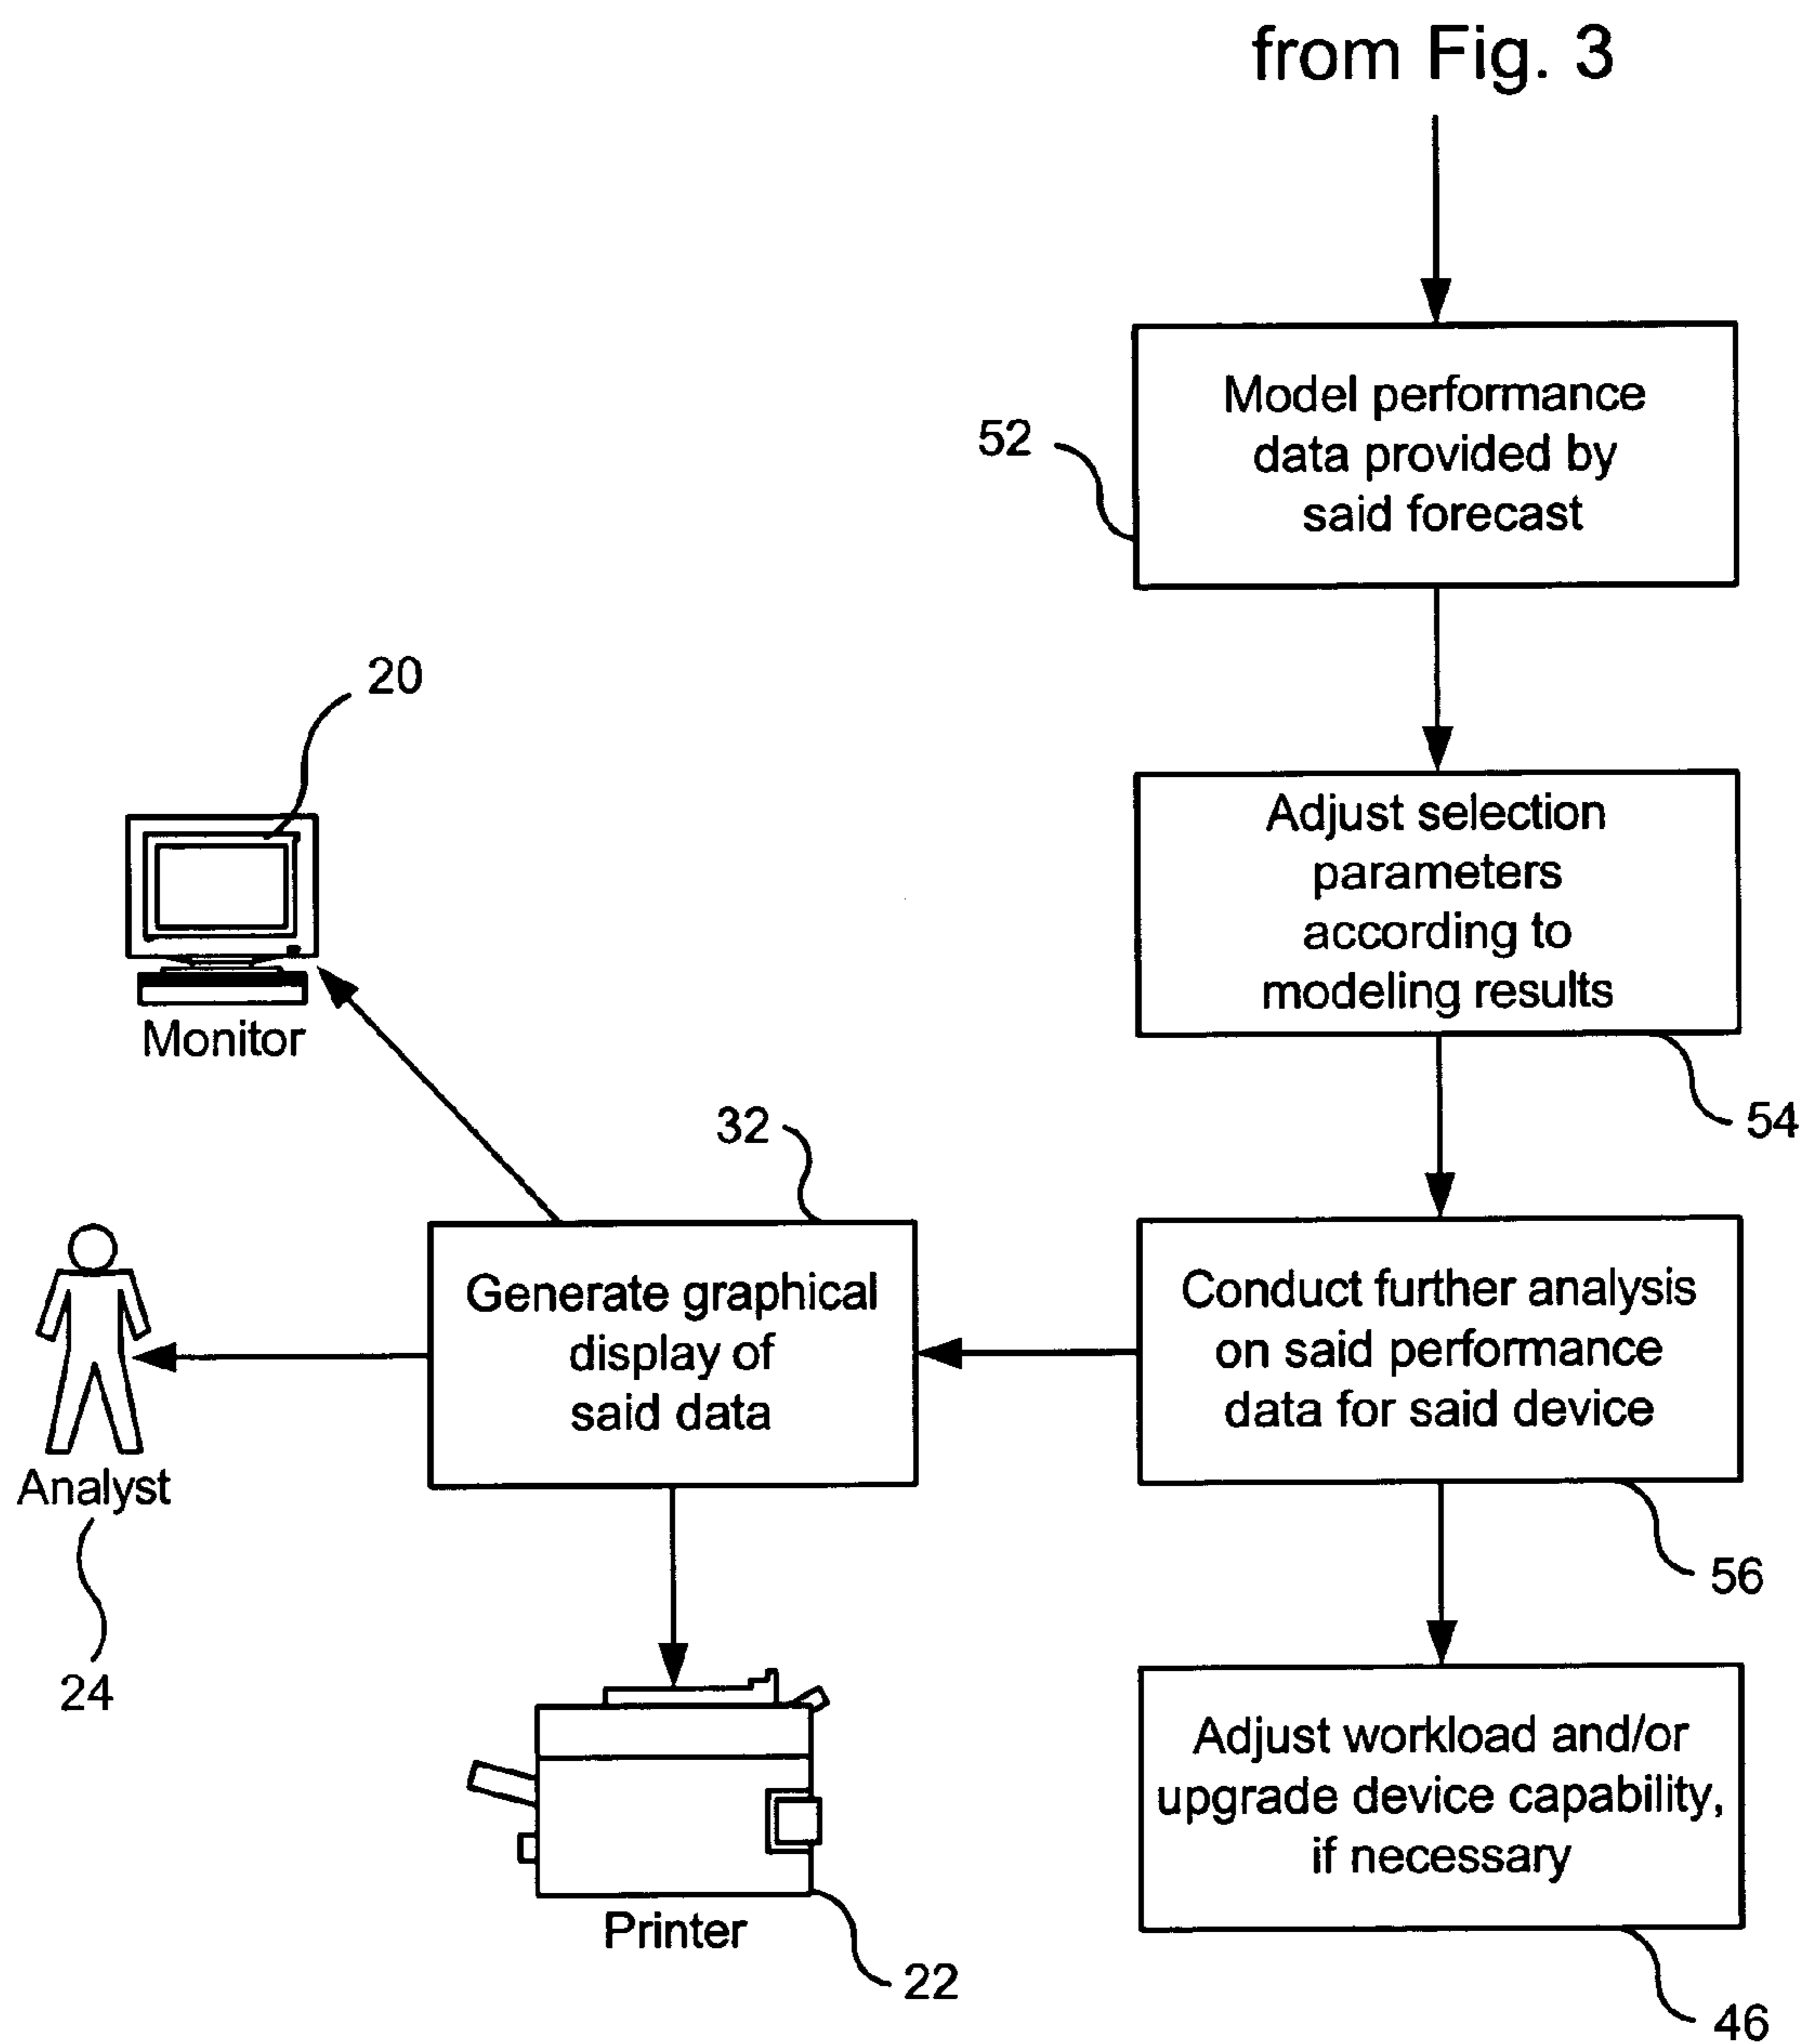 from Fig. 3
52
Model performance
data provided by
said forecast
20
Monitor
Adjust selection
parameters
according to
modeling results
54
32
Generate graphical
display of
said data
Conduct further analysis
on said performance
data for said device
56
Analyst
24
Printer
22
Adjust workload and/or
upgrade device capability,
if necessary
46